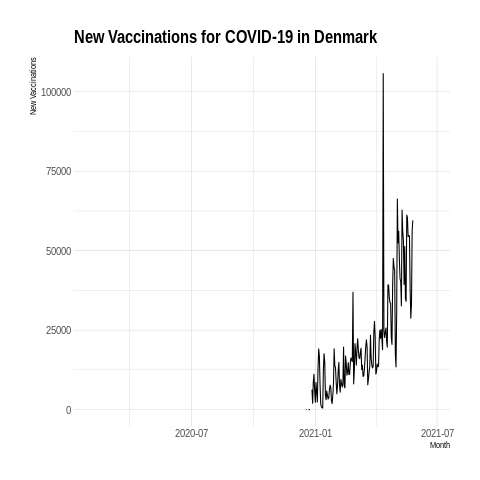 New Vaccinations for COVID-19 in Denmark
New Vaccinations
100000
75000
50000
25000
0
2020-07
2021-01
2021-07
Month